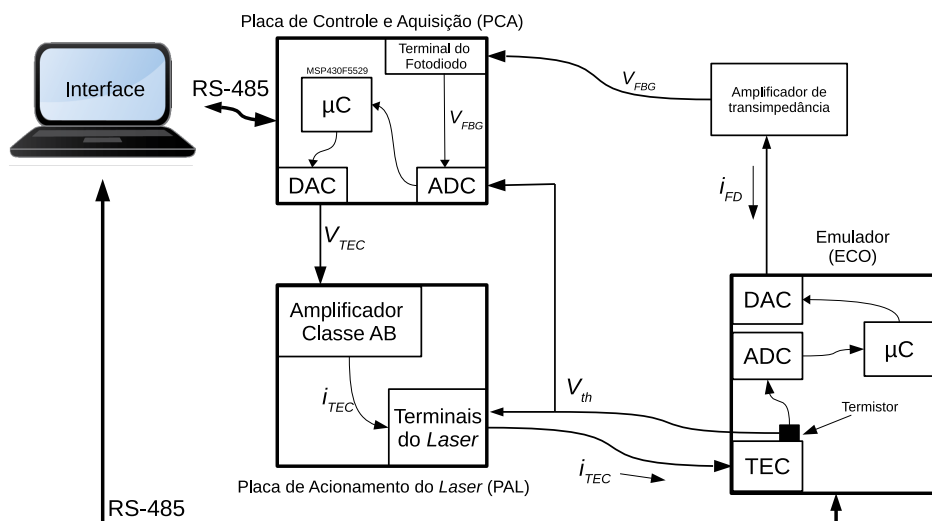 Placa de Controle e Aquisição (PCA)
Interface
RS-485
MSP430F5529
µC
Terminal do
Fotodiodo
V_FBG
DAC
ADC
V_FBG
Amplificador de
transimpedância
i_FD
V_TEC
Emulador
(ECO)
DAC
ADC
µC
Termistor
TEC
Amplificador
Classe AB
i_TEC
Terminais
do Laser
V_th
i_TEC
Placa de Acionamento do Laser (PAL)
RS-485